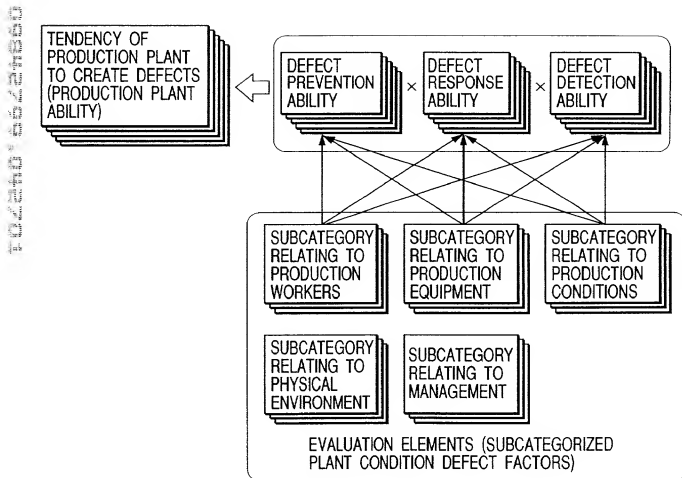 TENDENCY OF
PRODUCTION PLANT
TO CREATE DEFECTS
(PRODUCTION PLANT
ABILITY)
DEFECT
PREVENTION
ABILITY
×
DEFECT
RESPONSE
ABILITY
×
DEFECT
DETECTION
ABILITY
SUBCATEGORY
RELATING TO
PRODUCTION
WORKERS
SUBCATEGORY
RELATING TO
PRODUCTION
EQUIPMENT
SUBCATEGORY
RELATING TO
PRODUCTION
CONDITIONS
SUBCATEGORY
RELATING TO
PHYSICAL
ENVIRONMENT
SUBCATEGORY
RELATING TO
MANAGEMENT
EVALUATION ELEMENTS (SUBCATEGORIZED
PLANT CONDITION DEFECT FACTORS)